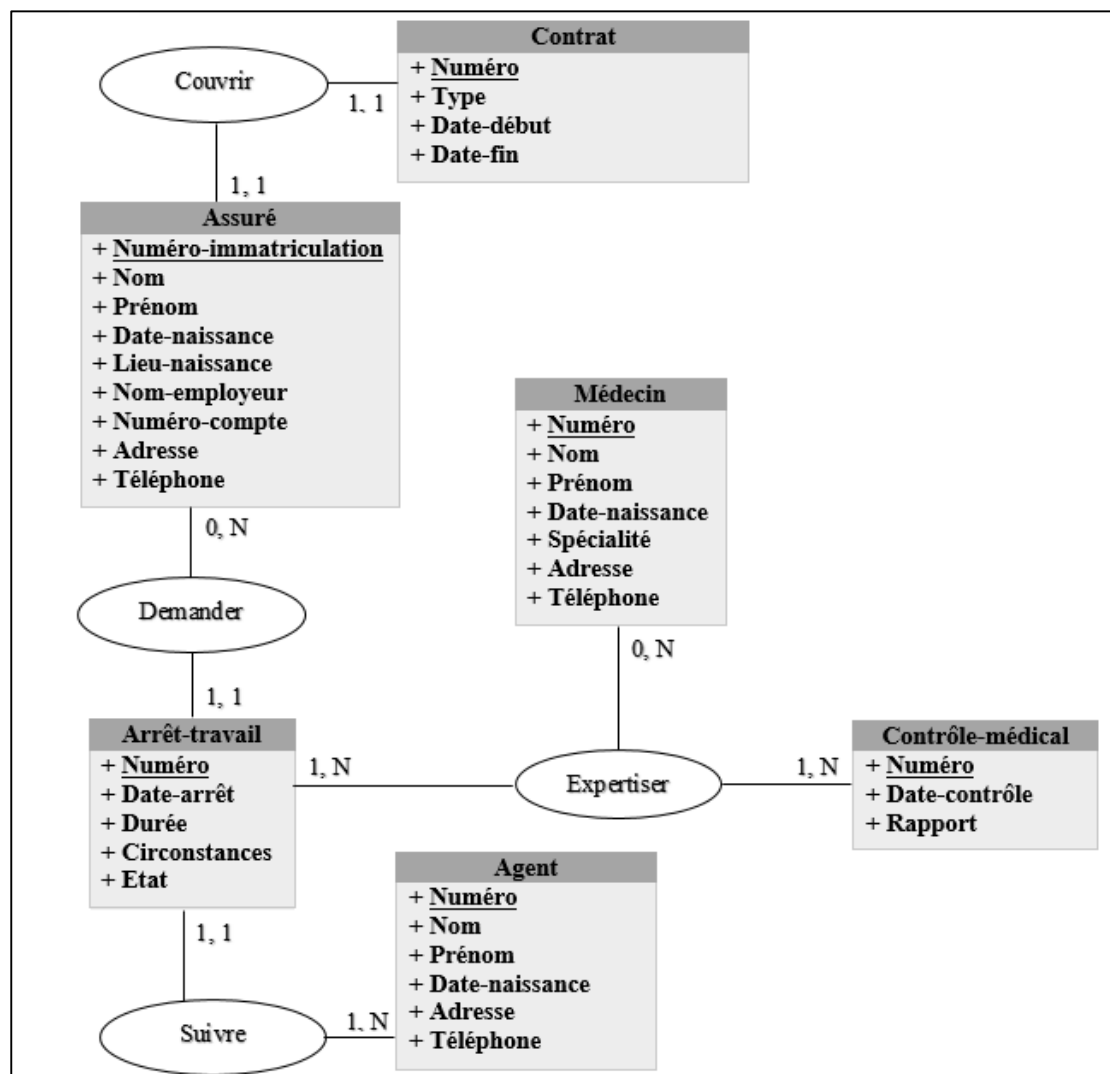 Contrat
+ Numéro
+ Type
+ Date-début
+ Date-fin
Couvrir
1, 1
1, 1
Assuré
+ Numéro-immatriculation
+ Nom
+ Prénom
+ Date-naissance
+ Lieu-naissance
+ Nom-employeur
+ Numéro-compte
+ Adresse
+ Téléphone
0, N
Demander
1, 1
Médecin
+ Numéro
+ Nom
+ Prénom
+ Date-naissance
+ Spécialité
+ Adresse
+ Téléphone
0, N
Arrêt-travail
+ Numéro
+ Date-arrêt
+ Durée
+ Circonstances
+ Etat
1, N
Expertiser
1, N
Contrôle-médical
+ Numéro
+ Date-contrôle
+ Rapport
1, 1
Suivre
1, N
Agent
+ Numéro
+ Nom
+ Prénom
+ Date-naissance
+ Adresse
+ Téléphone